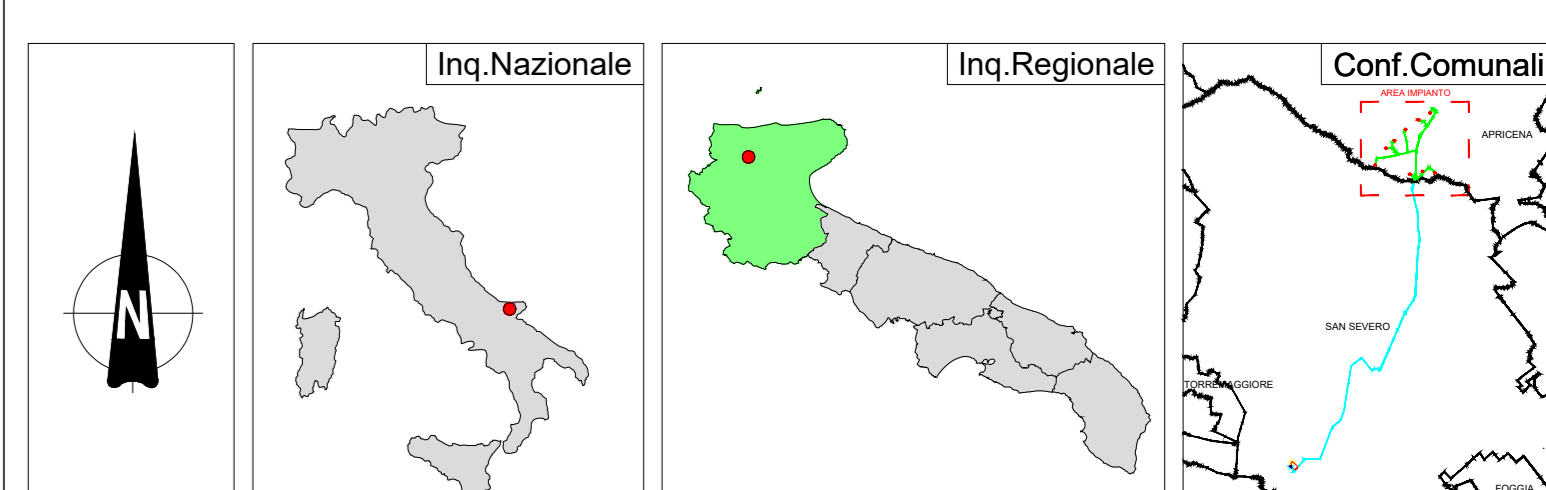 Inq.Nazionale
Inq.Regionale
Conf.Comunali
AREA IMPIANTO
APRICENA
N
SAN SEVERO
TORREMAGGIORE
FOGGIA